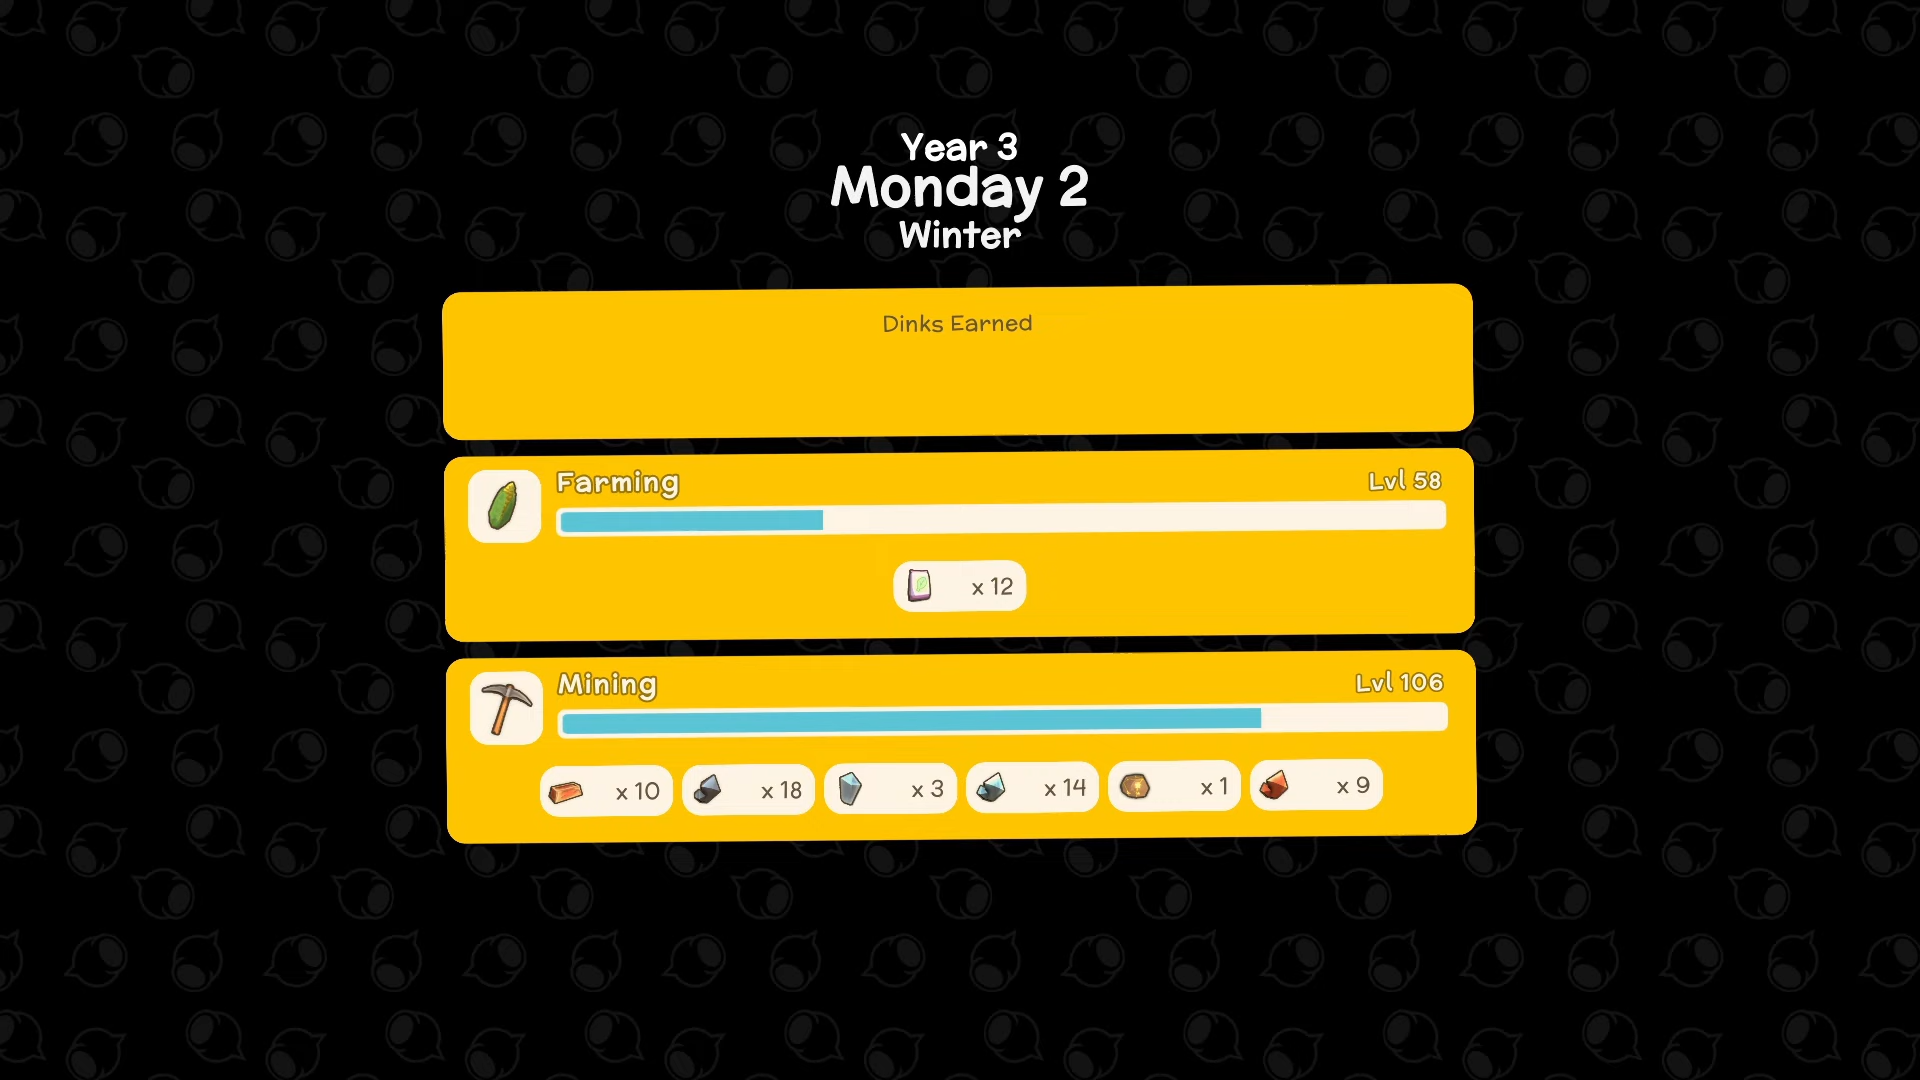 Year 3
Monday 2
Winter
Dinks Earned
Farming
Lvl 58
x 12
Mining
Lvl 106
x 10
x 18
x 3
x 14
x 1
x 9